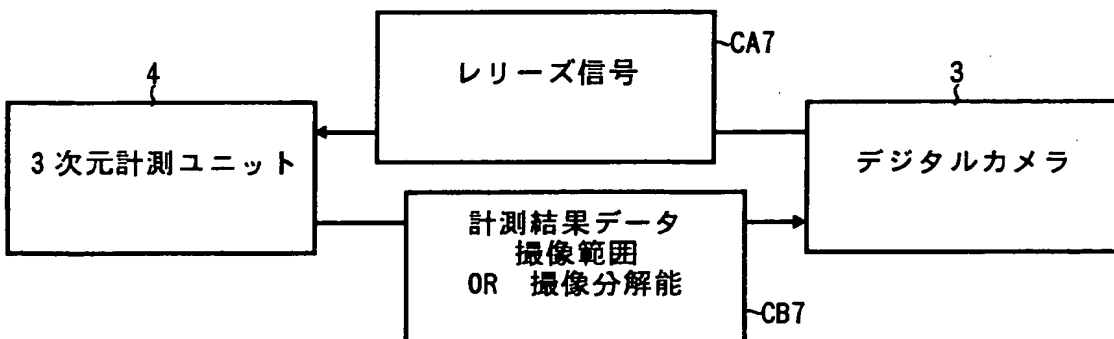 CA7
レリーズ信号
4
3
3次元計測ユニット
デジタルカメラ
計測結果データ
撮像範囲
OR 撮像分解能
CB7